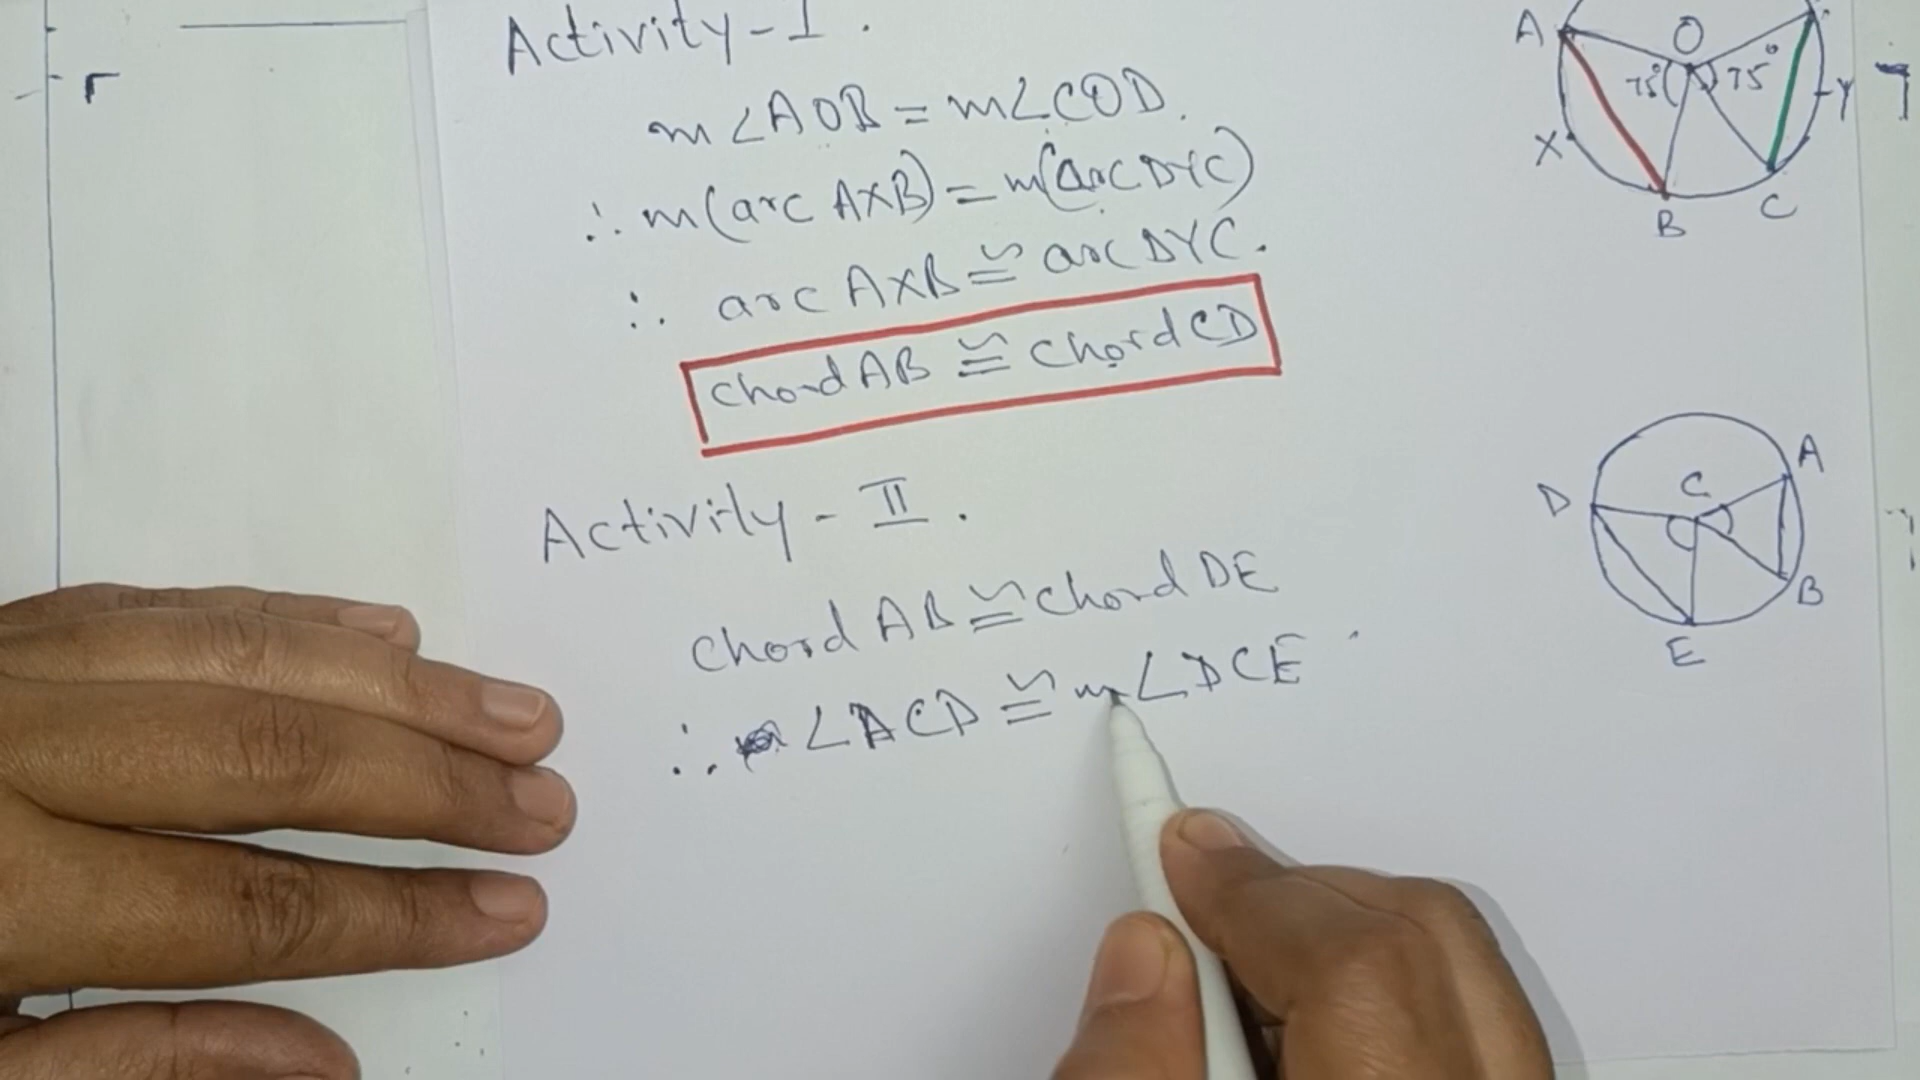 Activity - I .
m∠AOB = m∠COD.
∴ m(arc AXB) = m(arc DYC)
∴ arc AXB ≅ arc DYC.
chord AB ≅ chord CD
Activity - II .
chord AB ≅ chord DE
∴ ∠ACD ≅ m∠DCE
A
O
75°
75°
Y
X
B
C
A
C
D
B
E